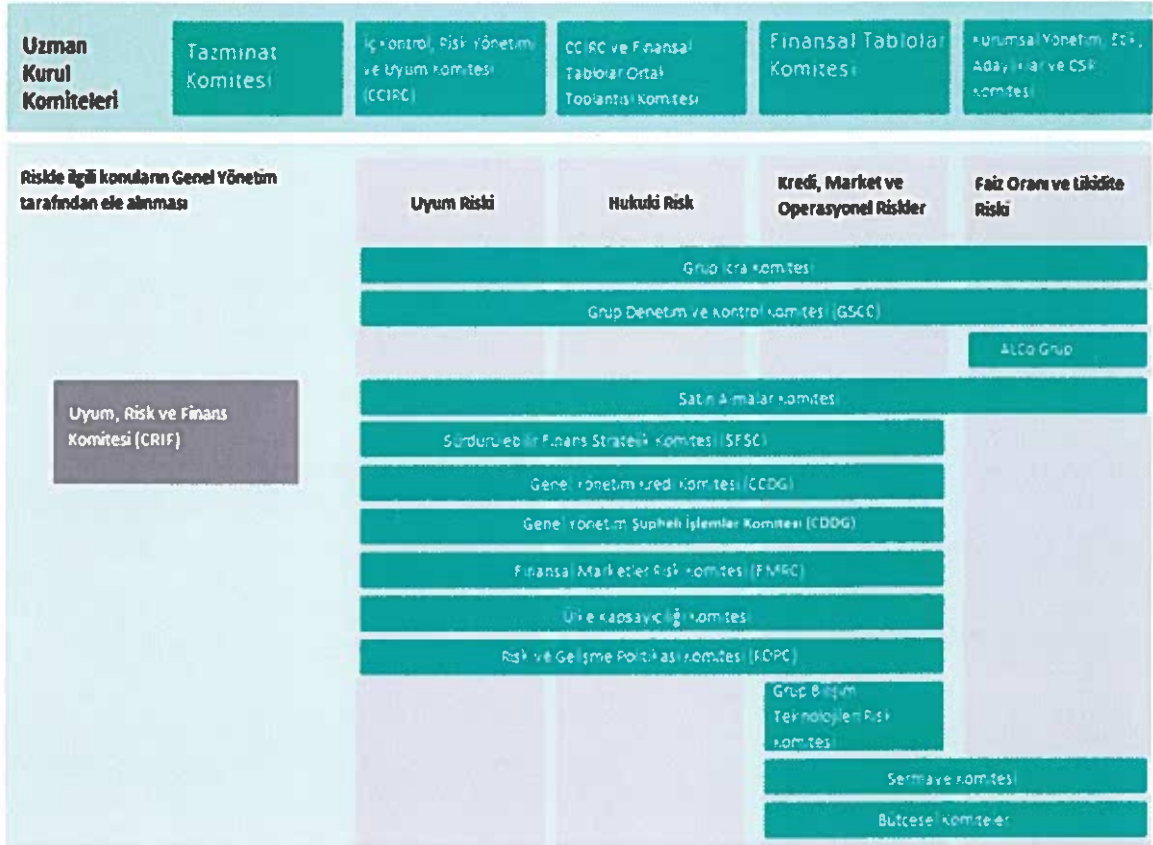 Uzman
Kurul
Komiteleri
Tazminat
Komitesi
İç Kontrol, Risk Yönetimi
ve Uyum Komitesi
(CCIRC)
CCIRC ve Finansal
Tablolar Ortak
Toplantısı Komitesi
Finansal Tablolar
Komitesi
Kurumsal Yönetim, Etik,
Adaylıklar ve CSR
Komitesi
Riskle ilgili konuların Genel Yönetim
tarafından ele alınması
Uyum Riski
Hukuki Risk
Kredi, Market ve
Operasyonel Riskler
Faiz Oranı ve Likidite
Riski
Grup İcra Komitesi
Grup Denetim ve Kontrol Komitesi (GSCC)
ALCo Grup
Uyum, Risk ve Finans
Komitesi (CRIF)
Satın Almalar Komitesi
Sürdürülebilir Finans Stratejik Komitesi (SFSC)
Genel Yönetim Kredi Komitesi (CCDG)
Genel Yönetim Şüpheli İşlemler Komitesi (CDDG)
Finansal Marketler Risk Komitesi (FMRC)
Ülke Kapsayıcılığı Komitesi
Risk ve Gelişme Politikası Komitesi (RDPC)
Grup Bilişim
Teknolojileri Risk
Komitesi
Sermaye Komitesi
Bütçesel Komiteler